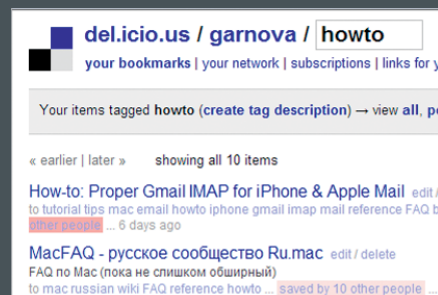 del.icio.us / garnova / howto
your bookmarks | your network | subscriptions | links for
Your items tagged howto (create tag description) → view all,
« earlier | later » showing all 10 items
How-to: Proper Gmail IMAP for iPhone & Apple Mail edit /
to tutorial tips mac email howto iphone gmail imap mail reference FAQ
other people ... 6 days ago
MacFAQ - русское сообщество Ru.mac edit / delete
FAQ по Mac (пока не слишком обширный)
to mac russian wiki FAQ reference howto ... saved by 10 other people ...